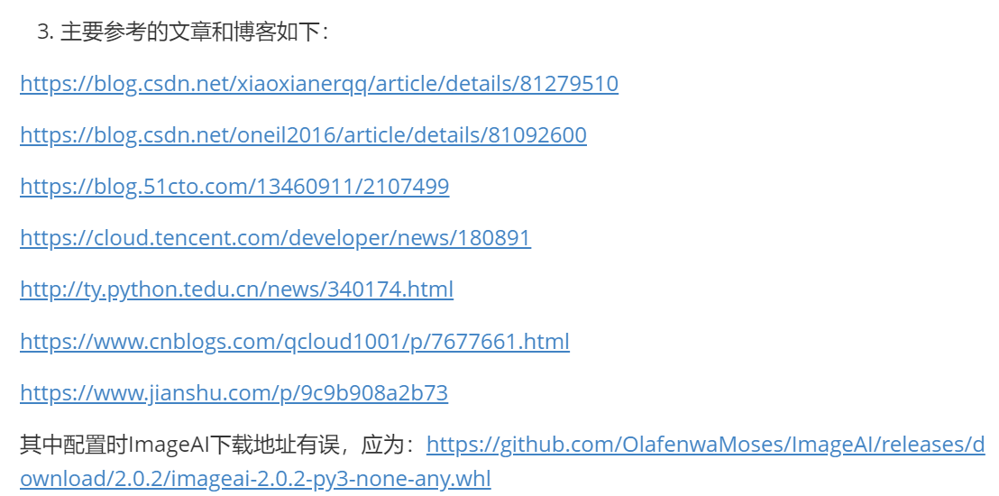 3. 主要参考的文章和博客如下：
https://blog.csdn.net/xiaoxianerqq/article/details/81279510
https://blog.csdn.net/oneil2016/article/details/81092600
https://blog.51cto.com/13460911/2107499
https://cloud.tencent.com/developer/news/180891
http://ty.python.tedu.cn/news/340174.html
https://www.cnblogs.com/qcloud1001/p/7677661.html
https://www.jianshu.com/p/9c9b908a2b73
其中配置时ImageAI下载地址有误，应为：https://github.com/OlafenwaMoses/ImageAI/releases/d
ownload/2.0.2/imageai-2.0.2-py3-none-any.whl